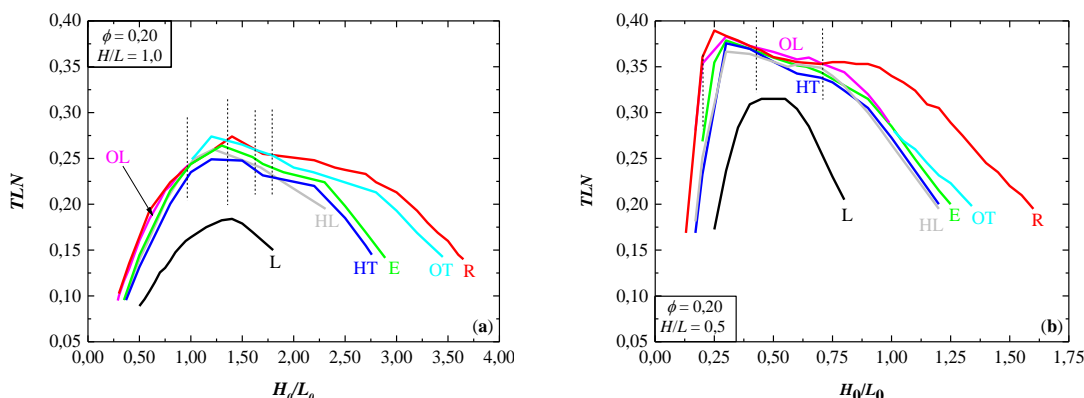 ϕ = 0,20
H/L = 1,0
0,40
0,35
0,30
0,25
0,20
0,15
0,10
0,05
TLN
OL
L
HL
HT
E
OT
R
(a)
0,00 0,50 1,00 1,50 2,00 2,50 3,00 3,50 4,00
H₀/L₀
0,40
0,35
0,30
0,25
0,20
0,15
0,10
0,05
TLN
OL
HT
L
HL
E
OT
R
ϕ = 0,20
H/L = 0,5
(b)
0,00 0,25 0,50 0,75 1,00 1,25 1,50 1,75
H₀/L₀